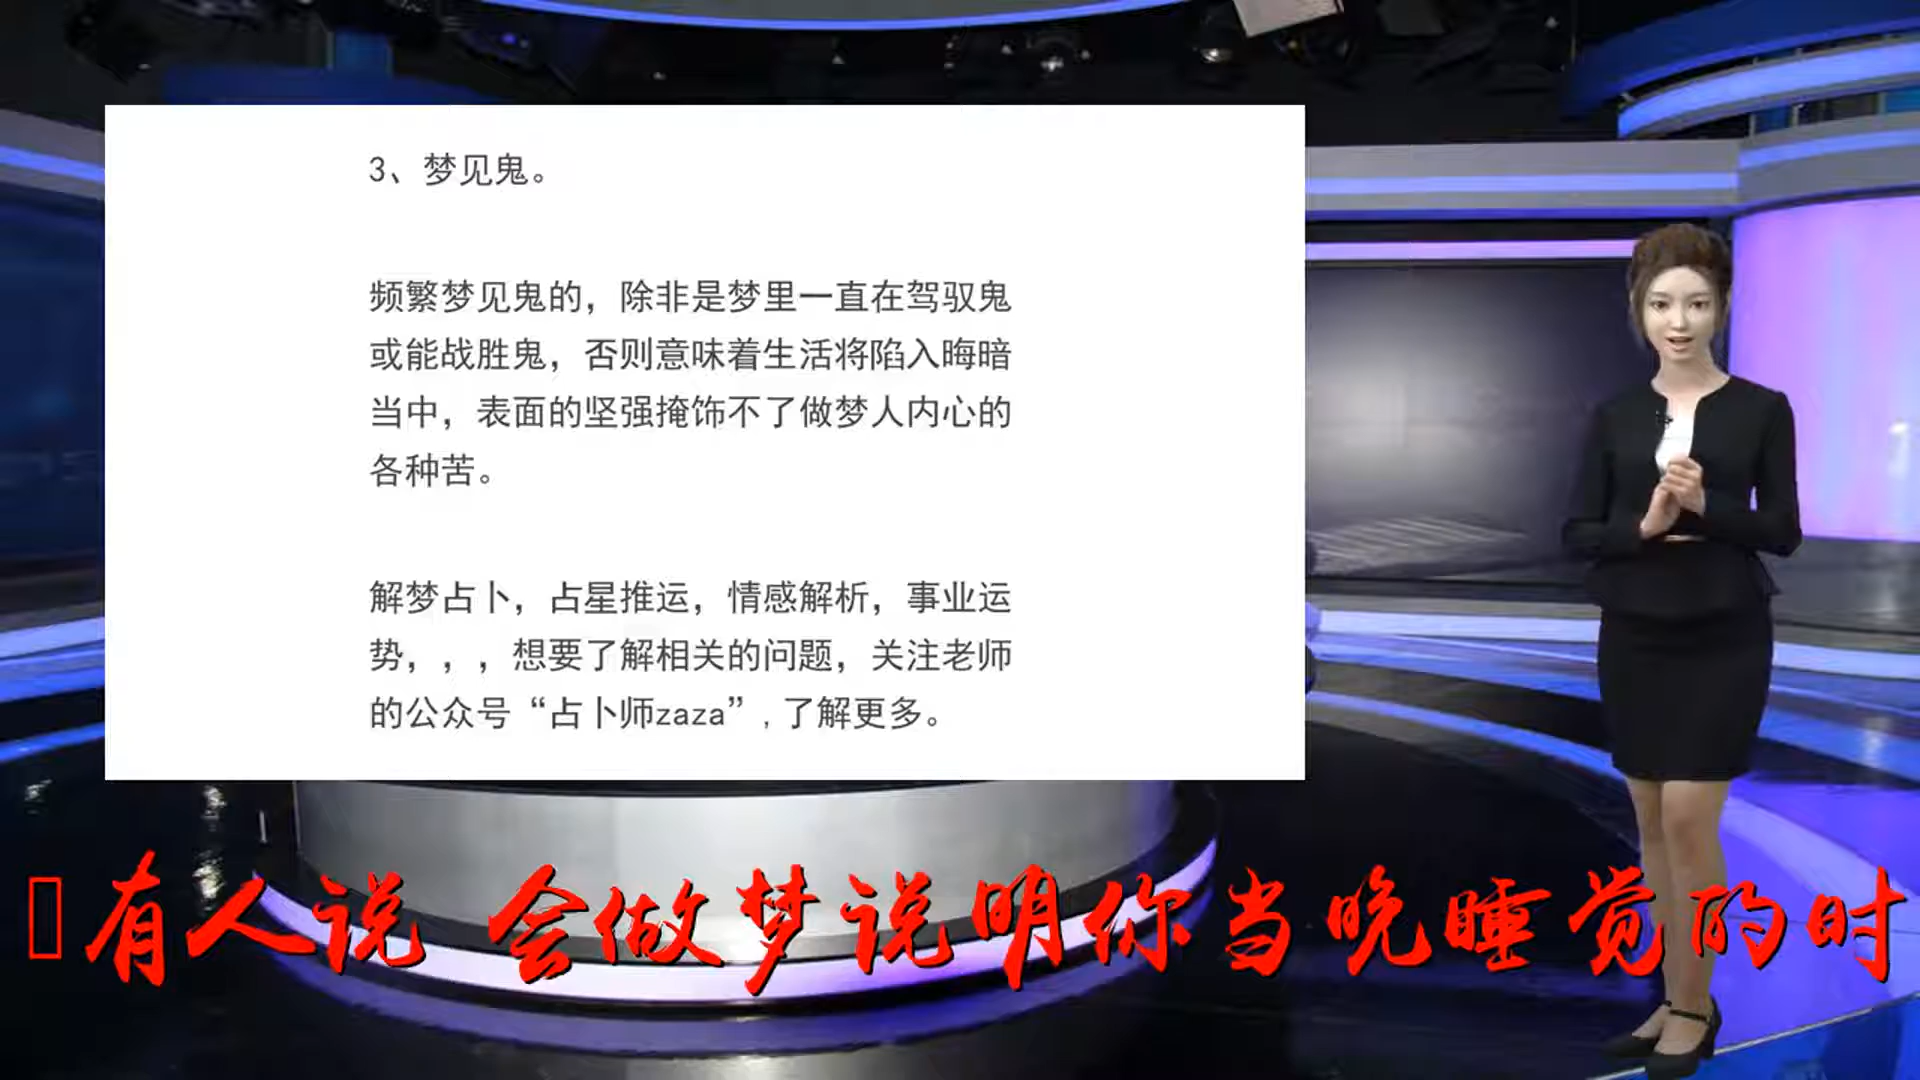 3、梦见鬼。
频繁梦见鬼的，除非是梦里一直在驾驭鬼
或能战胜鬼，否则意味着生活将陷入晦暗
当中，表面的坚强掩饰不了做梦人内心的
各种苦。
解梦占卜，占星推运，情感解析，事业运
势，，，想要了解相关的问题，关注老师
的公众号“占卜师zaza”,了解更多。
有人说 会做梦说明你当晚睡觉的时